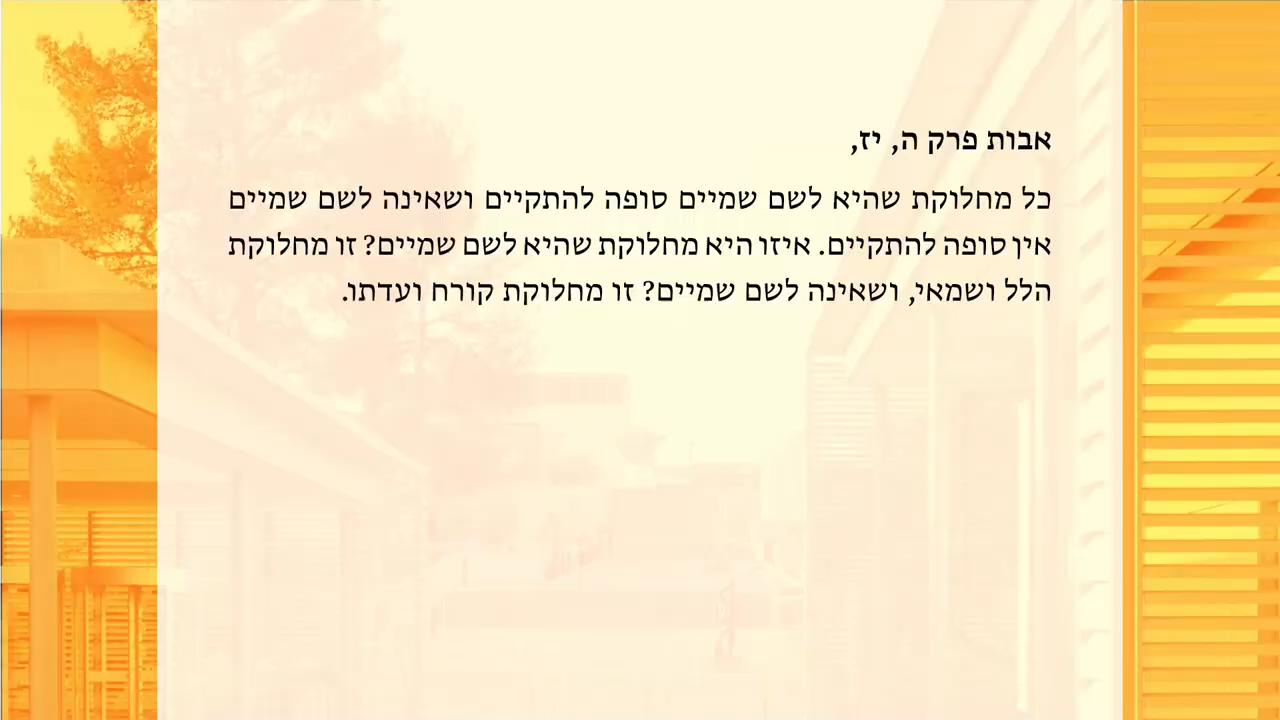 אבות פרק ה, יז,
כל מחלוקת שהיא לשם שמיים סופה להתקיים ושאינה לשם שמיים
אין סופה להתקיים. איזו היא מחלוקת שהיא לשם שמיים? זו מחלוקת
הלל ושמאי, ושאינה לשם שמיים? זו מחלוקת קורח ועדתו.